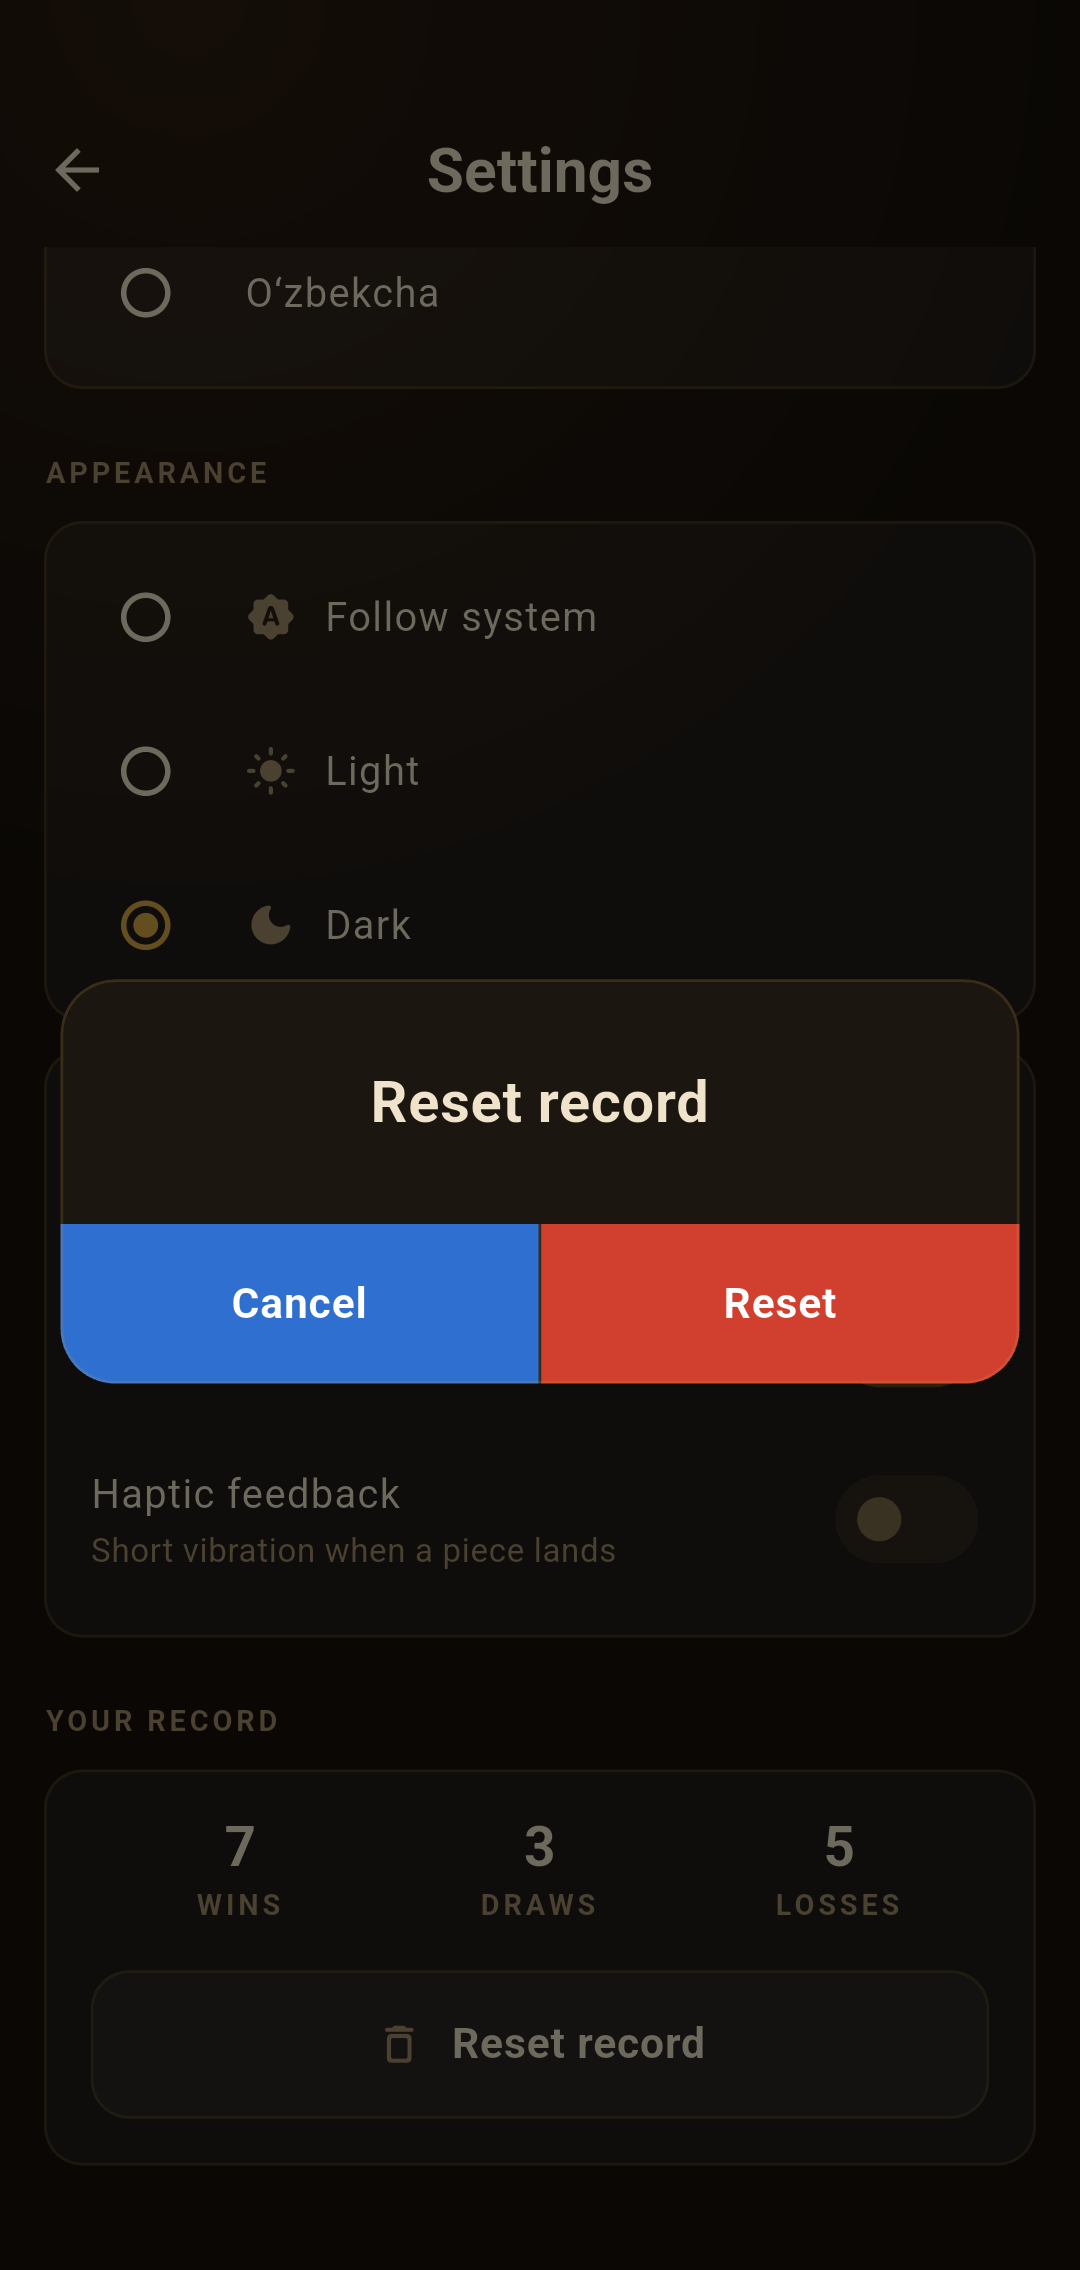 Settings
Oʻzbekcha
APPEARANCE
Follow system
Light
Dark
Reset record
Cancel
Reset
Haptic feedback
Short vibration when a piece lands
YOUR RECORD
7
3
5
WINS
DRAWS
LOSSES
Reset record